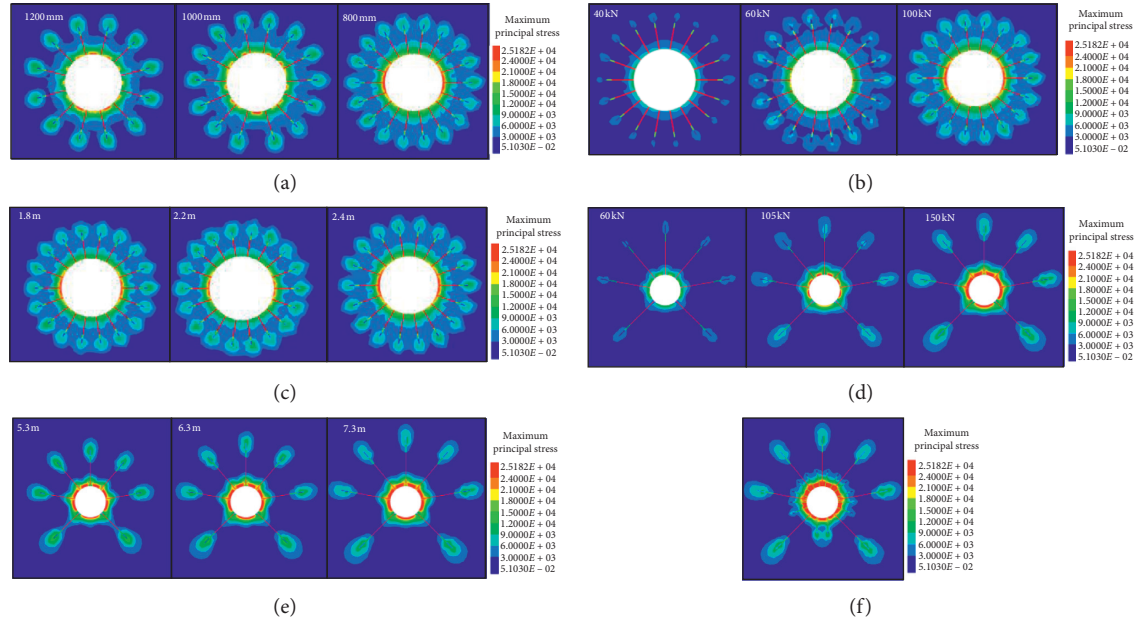 1200 mm
1000 mm
800 mm
Maximum
principal stress
2.5182E + 04
2.4000E + 04
2.1000E + 04
1.8000E + 04
1.5000E + 04
1.2000E + 04
9.0000E + 03
6.0000E + 03
3.0000E + 03
5.1030E − 02
(a)
40 kN
60 kN
100 kN
Maximum
principal stress
2.5182E + 04
2.4000E + 04
2.1000E + 04
1.8000E + 04
1.5000E + 04
1.2000E + 04
9.0000E + 03
6.0000E + 03
3.0000E + 03
5.1030E − 02
(b)
1.8 m
2.2 m
2.4 m
Maximum
principal stress
2.5182E + 04
2.4000E + 04
2.1000E + 04
1.8000E + 04
1.5000E + 04
1.2000E + 04
9.0000E + 03
6.0000E + 03
3.0000E + 03
5.1030E − 02
(c)
60 kN
105 kN
150 kN
Maximum
principal stress
2.5182E + 04
2.4000E + 04
2.1000E + 04
1.8000E + 04
1.5000E + 04
1.2000E + 04
9.0000E + 03
6.0000E + 03
3.0000E + 03
5.1030E − 02
(d)
5.3 m
6.3 m
7.3 m
Maximum
principal stress
2.5182E + 04
2.4000E + 04
2.1000E + 04
1.8000E + 04
1.5000E + 04
1.2000E + 04
9.0000E + 03
6.0000E + 03
3.0000E + 03
5.1030E − 02
(e)
Maximum
principal stress
2.5182E + 04
2.4000E + 04
2.1000E + 04
1.8000E + 04
1.5000E + 04
1.2000E + 04
9.0000E + 03
6.0000E + 03
3.0000E + 03
5.1030E − 02
(f)